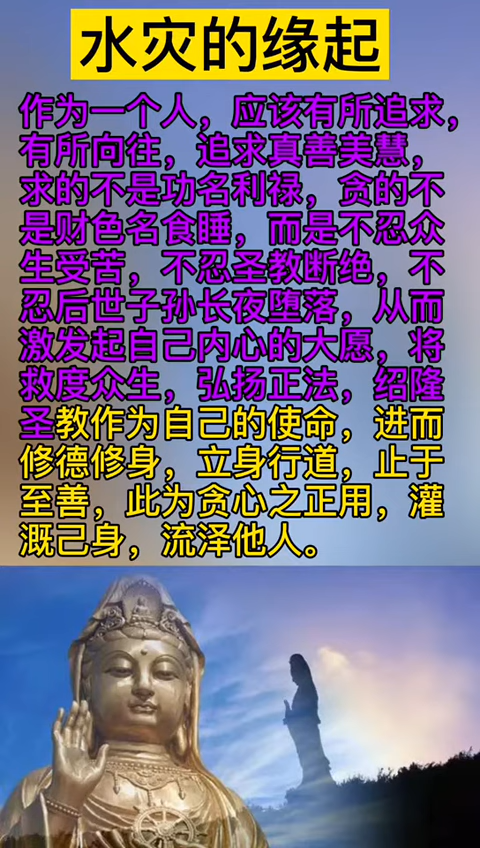 水灾的缘起
作为一个人，应该有所追求，
有所向往，追求真善美慧，
求的不是功名利禄，贪的不
是财色名食睡，而是不忍众
生受苦，不忍圣教断绝，不
忍后世子孙长夜堕落，从而
激发起自己内心的大愿，将
救度众生，弘扬正法，绍隆
圣教作为自己的使命，进而
修德修身，立身行道，止于
至善，此为贪心之正用，灌
溉己身，流泽他人。